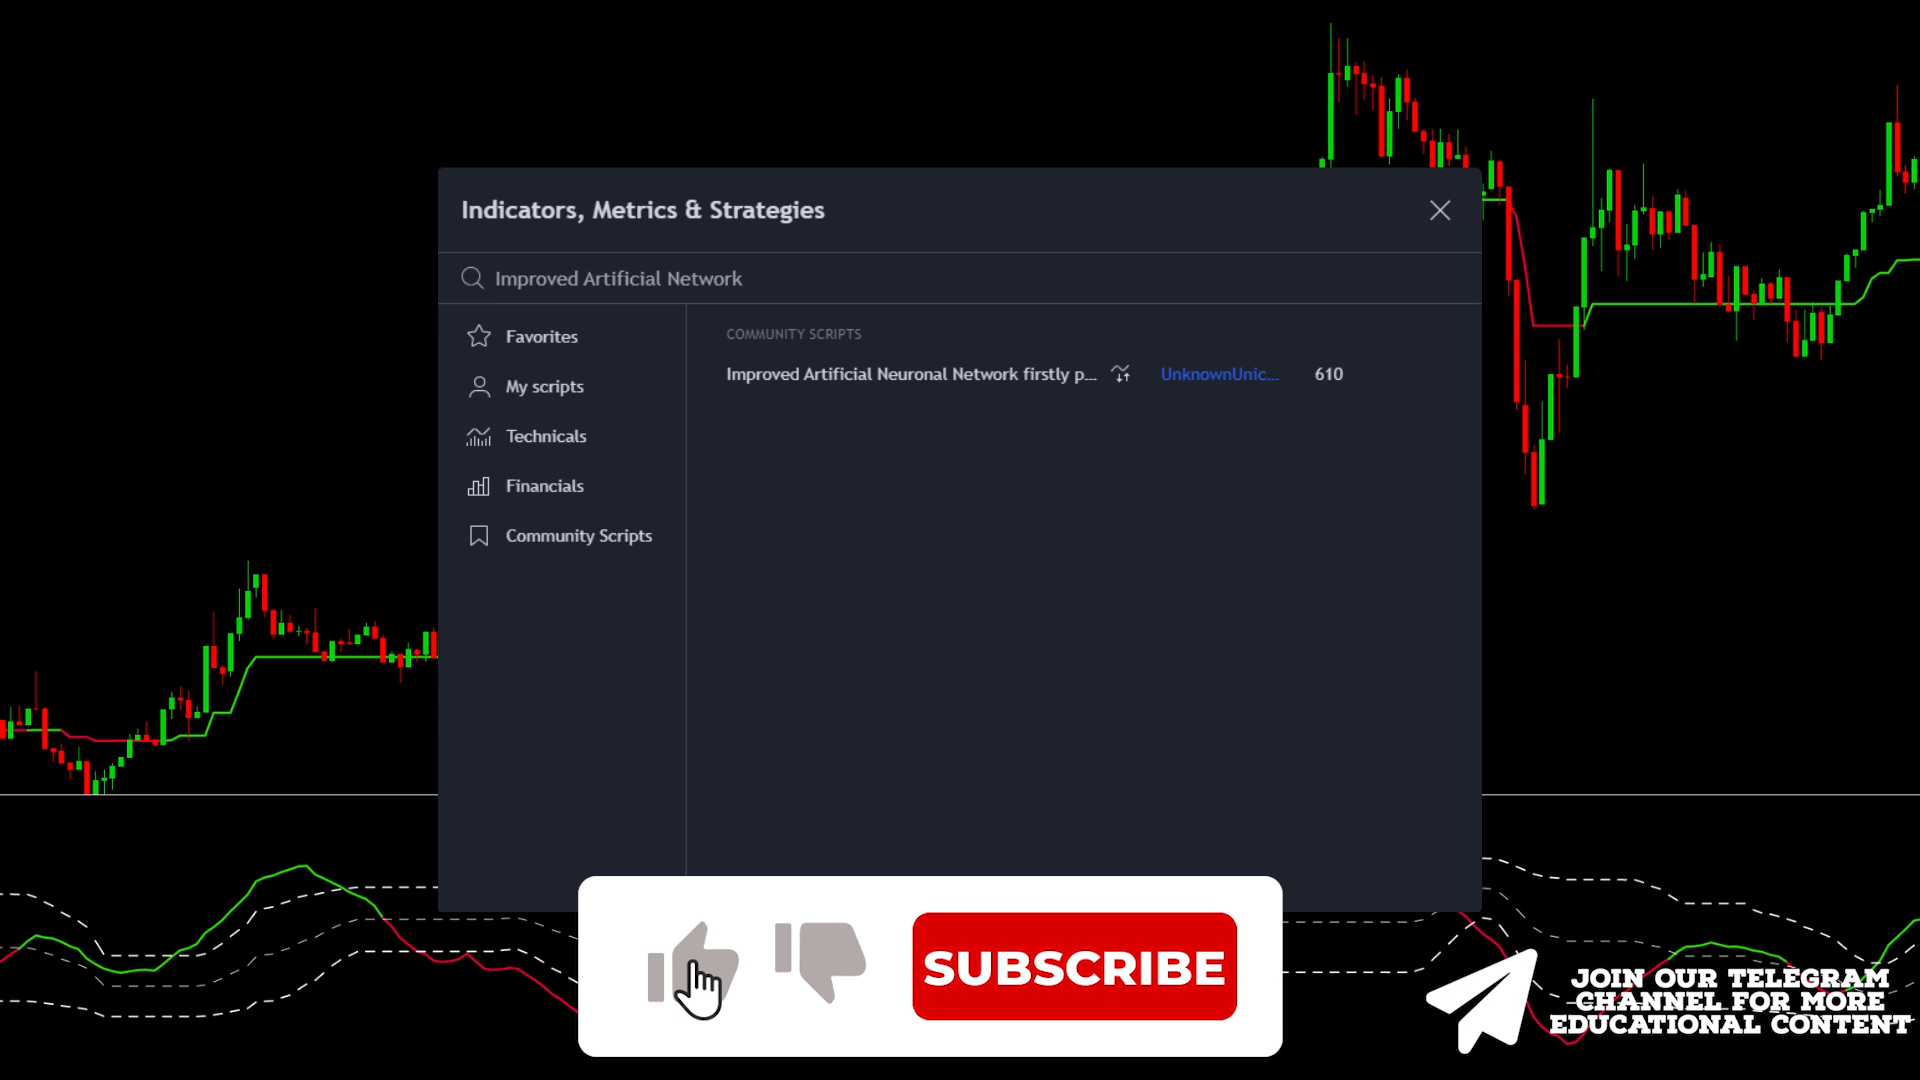 Indicators, Metrics & Strategies
Improved Artificial Network
Favorites
My scripts
Technicals
Financials
Community Scripts
COMMUNITY SCRIPTS
Improved Artificial Neuronal Network firstly p... UnknownUnic... 610
SUBSCRIBE
JOIN OUR TELEGRAM
CHANNEL FOR MORE
EDUCATIONAL CONTENT